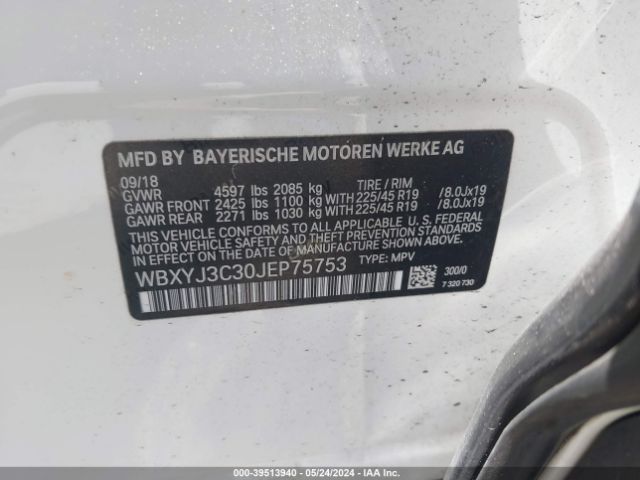 MFD BY BAYERISCHE MOTOREN WERKE AG
09/18
GVWR 4597 lbs 2085 kg TIRE / RIM
GAWR FRONT 2425 lbs 1100 kg WITH 225/45 R19 /8.0Jx19
GAWR REAR 2271 lbs 1030 kg WITH 225/45 R19 /8.0Jx19
THIS VEHICLE CONFORMS TO ALL APPLICABLE U. S. FEDERAL
MOTOR VEHICLE SAFETY, BUMPER, AND THEFT PREVENTION STANDARDS
IN EFFECT ON THE DATE OF MANUFACTURE SHOWN ABOVE.
WBXYJ3C30JEP75753 TYPE: MPV
300/0
7 320 730
000-39513940 - 05/24/2024 - IAAI.COM